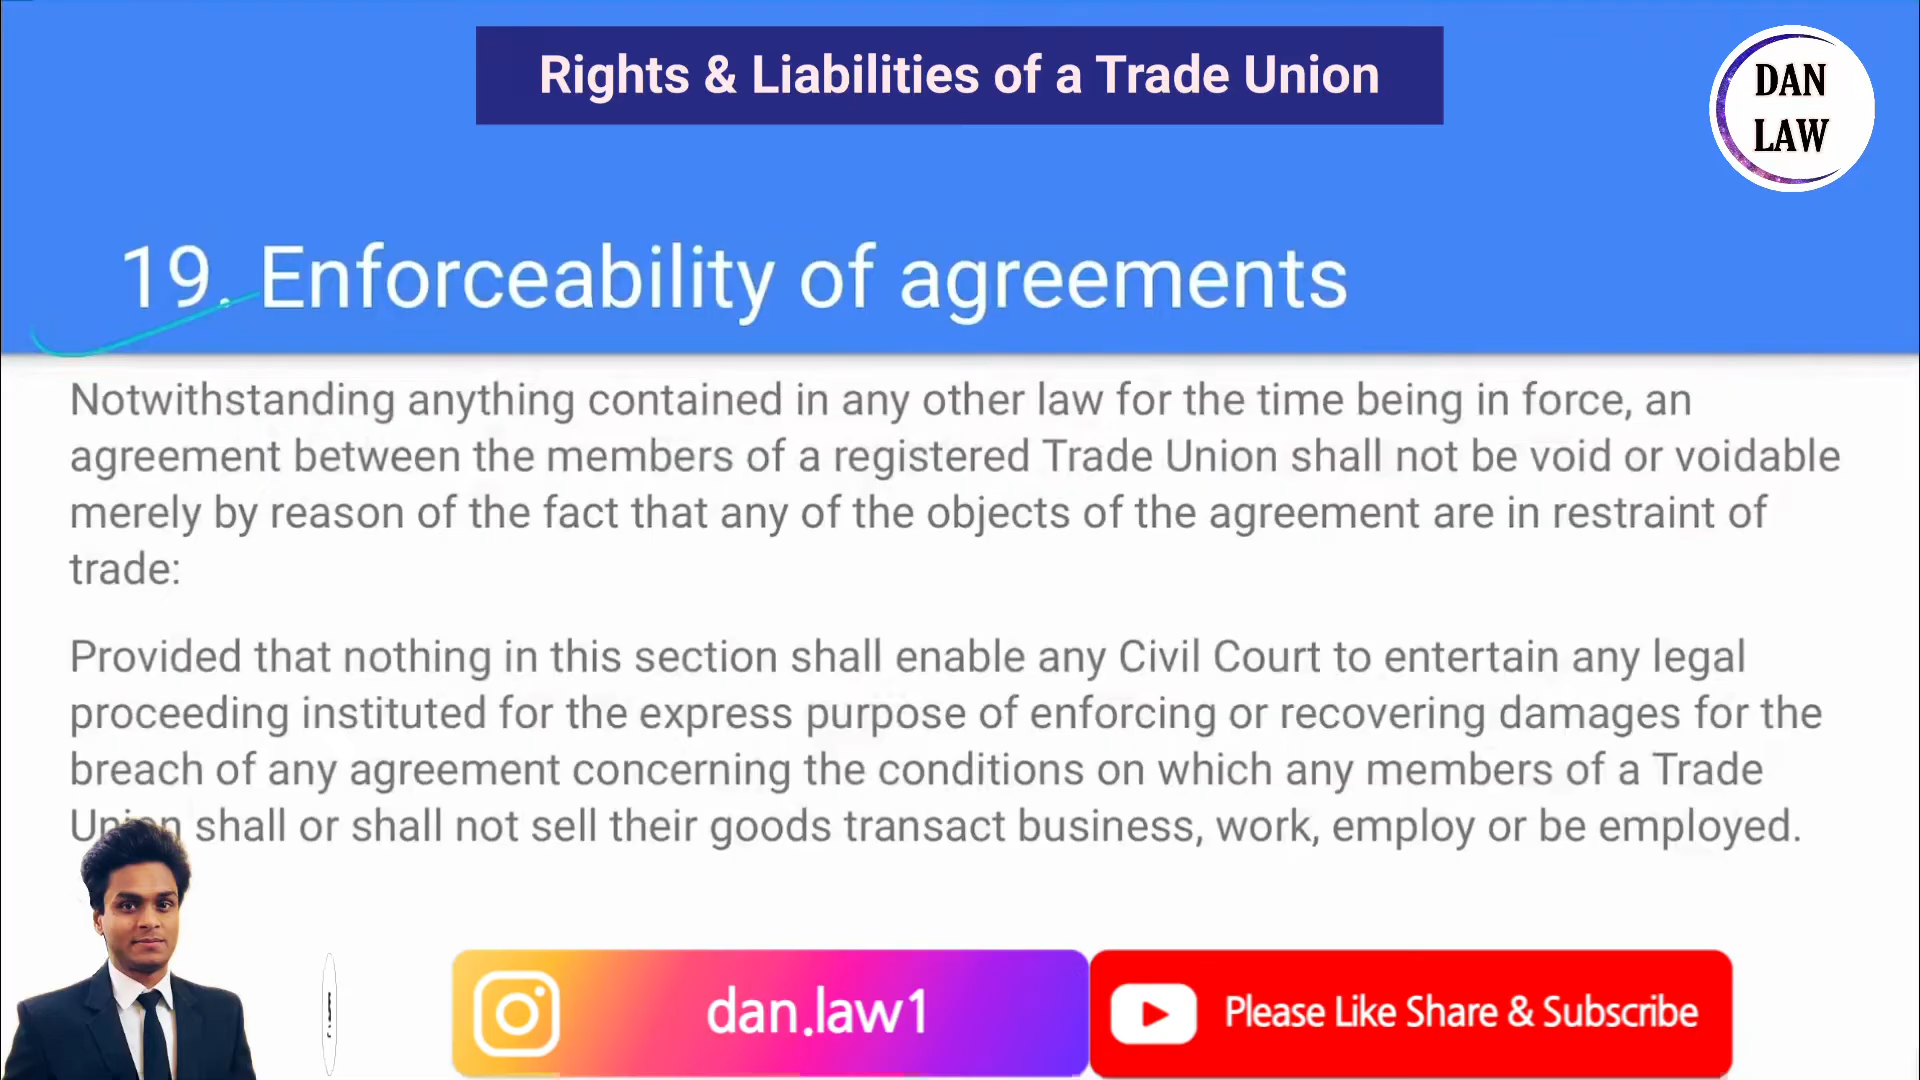 Rights & Liabilities of a Trade Union
DAN
LAW
19. Enforceability of agreements
Notwithstanding anything contained in any other law for the time being in force, an
agreement between the members of a registered Trade Union shall not be void or voidable
merely by reason of the fact that any of the objects of the agreement are in restraint of
trade:
Provided that nothing in this section shall enable any Civil Court to entertain any legal
proceeding instituted for the express purpose of enforcing or recovering damages for the
breach of any agreement concerning the conditions on which any members of a Trade
Union shall or shall not sell their goods transact business, work, employ or be employed.
dan.law1
Please Like Share & Subscribe